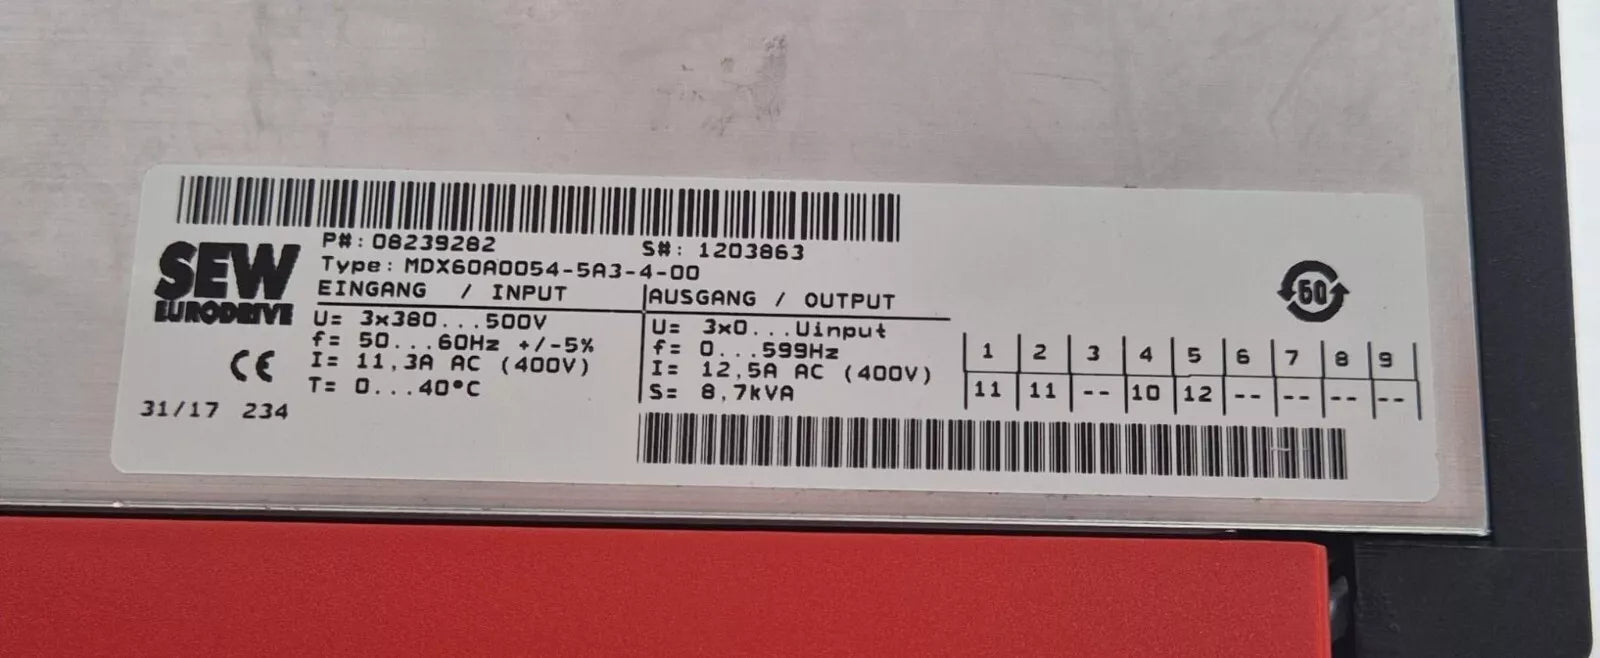 P#: 08239282 S#: 1203863
SEW
EURODRIVE
Type: MDX60A0054-5A3-4-00
EINGANG / INPUT
U= 3x380...500V
f= 50...60Hz +/-5%
I= 11,3A AC (400V)
T= 0...40°C
CE
31/17 234
AUSGANG / OUTPUT
U= 3x0...Uinput
f= 0...599Hz
I= 12,5A AC (400V)
S= 8,7kVA
60
1 2 3 4 5 6 7 8 9
11 11 -- 10 12 -- -- -- --